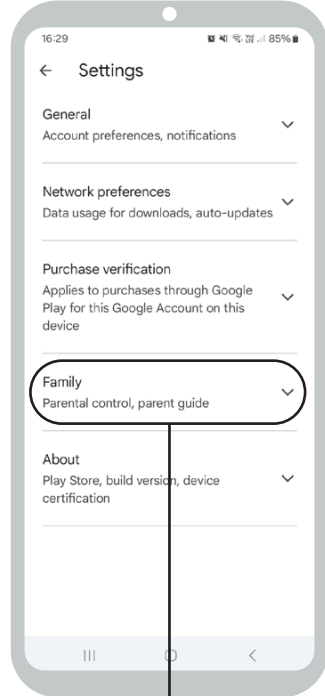 16:29 85%
Settings
General
Account preferences, notifications
Network preferences
Data usage for downloads, auto-updates
Purchase verification
Applies to purchases through Google
Play for this Google Account on this
device
Family
Parental control, parent guide
About
Play Store, build version, device
certification